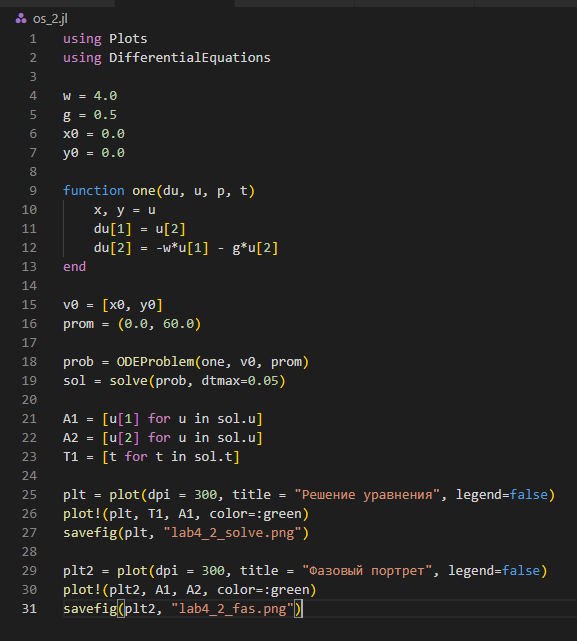 os_2.jl
1 using Plots
2 using DifferentialEquations
3
4 w = 4.0
5 g = 0.5
6 x0 = 0.0
7 y0 = 0.0
8
9 function one(du, u, p, t)
10     x, y = u
11     du[1] = u[2]
12     du[2] = -w*u[1] - g*u[2]
13 end
14
15 v0 = [x0, y0]
16 prom = (0.0, 60.0)
17
18 prob = ODEProblem(one, v0, prom)
19 sol = solve(prob, dtmax=0.05)
20
21 A1 = [u[1] for u in sol.u]
22 A2 = [u[2] for u in sol.u]
23 T1 = [t for t in sol.t]
24
25 plt = plot(dpi = 300, title = "Решение уравнения", legend=false)
26 plot!(plt, T1, A1, color=:green)
27 savefig(plt, "lab4_2_solve.png")
28
29 plt2 = plot(dpi = 300, title = "Фазовый портрет", legend=false)
30 plot!(plt2, A1, A2, color=:green)
31 savefig(plt2, "lab4_2_fas.png")